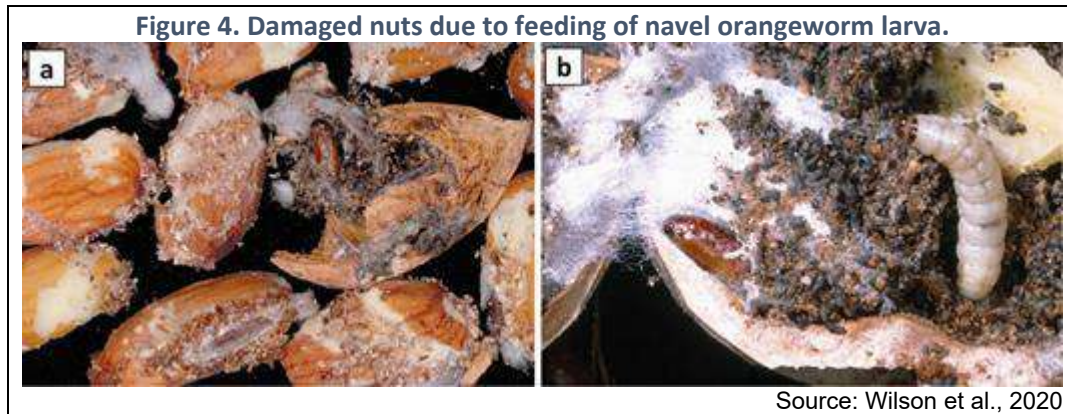 Figure 4. Damaged nuts due to feeding of navel orangeworm larva.
a
b
Source: Wilson et al., 2020